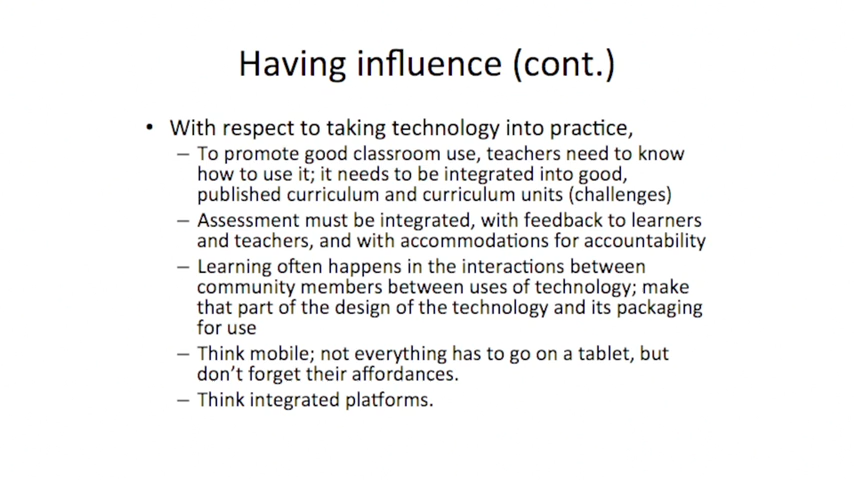 Having influence (cont.)
• With respect to taking technology into practice,
– To promote good classroom use, teachers need to know
how to use it; it needs to be integrated into good,
published curriculum and curriculum units (challenges)
– Assessment must be integrated, with feedback to learners
and teachers, and with accommodations for accountability
– Learning often happens in the interactions between
community members between uses of technology; make
that part of the design of the technology and its packaging
for use
– Think mobile; not everything has to go on a tablet, but
don’t forget their affordances.
– Think integrated platforms.